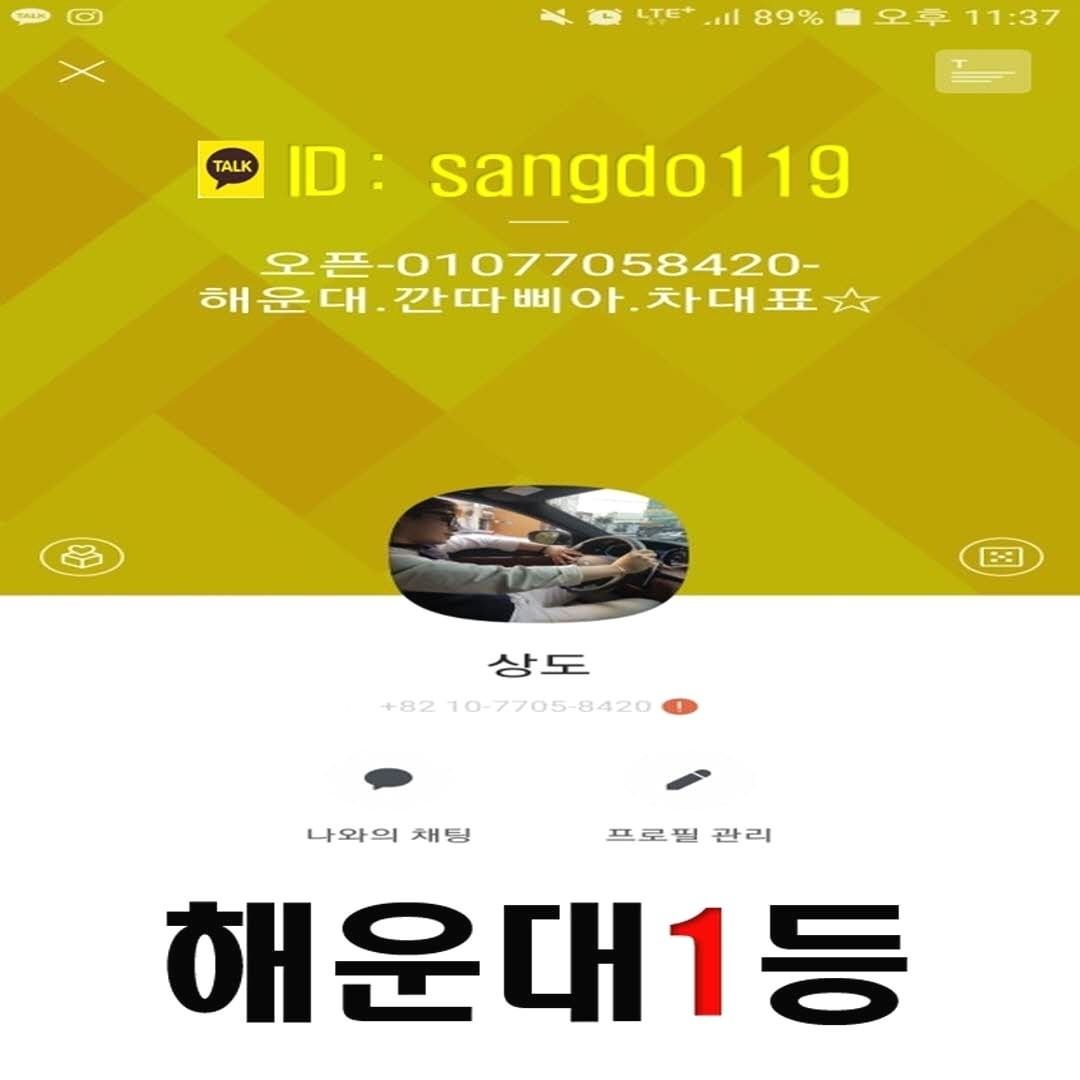 TALK LTE+ 89% 오후 11:37
T
TALK ID : sangdo119
오픈-01077058420-
해운대.깐따삐아.차대표☆
상도
+82 10-7705-8420 !
나와의 채팅 프로필 관리
해운대1등